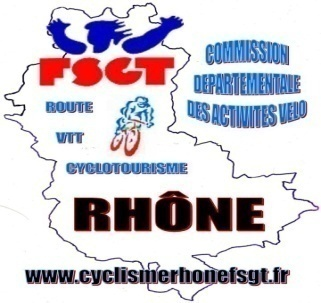 FSGT
COMMISSION
DEPARTEMENTALE
DES ACTIVITES VELO
ROUTE
VTT
CYCLOTOURISME
RHÔNE
www.cyclismerhonefsgt.fr